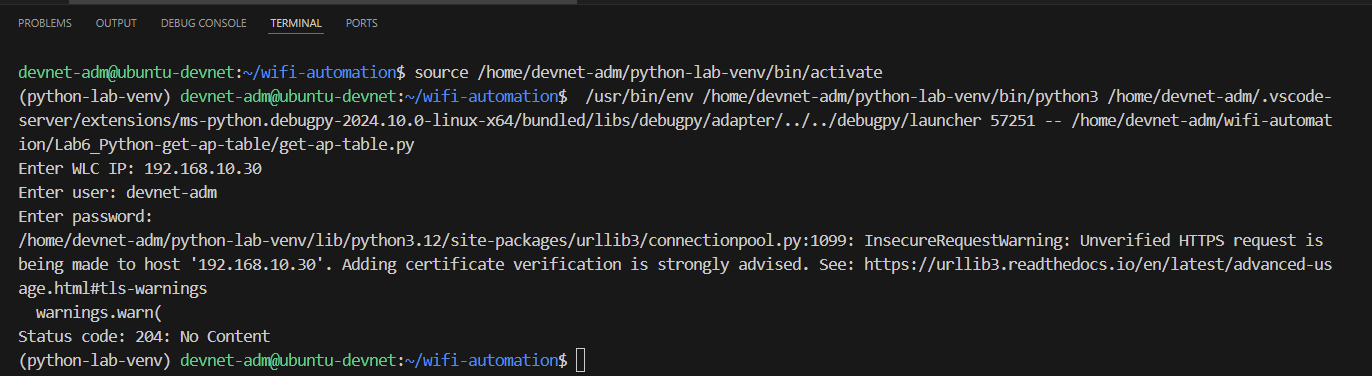 PROBLEMS OUTPUT DEBUG CONSOLE TERMINAL PORTS
devnet-adm@ubuntu-devnet:~/wifi-automation$ source /home/devnet-adm/python-lab-venv/bin/activate
(python-lab-venv) devnet-adm@ubuntu-devnet:~/wifi-automation$  /usr/bin/env /home/devnet-adm/python-lab-venv/bin/python3 /home/devnet-adm/.vscode-
server/extensions/ms-python.debugpy-2024.10.0-linux-x64/bundled/libs/debugpy/adapter/../../debugpy/launcher 57251 -- /home/devnet-adm/wifi-automat
ion/Lab6_Python-get-ap-table/get-ap-table.py
Enter WLC IP: 192.168.10.30
Enter user: devnet-adm
Enter password:
/home/devnet-adm/python-lab-venv/lib/python3.12/site-packages/urllib3/connectionpool.py:1099: InsecureRequestWarning: Unverified HTTPS request is
being made to host '192.168.10.30'. Adding certificate verification is strongly advised. See: https://urllib3.readthedocs.io/en/latest/advanced-us
age.html#tls-warnings
  warnings.warn(
Status code: 204: No Content
(python-lab-venv) devnet-adm@ubuntu-devnet:~/wifi-automation$